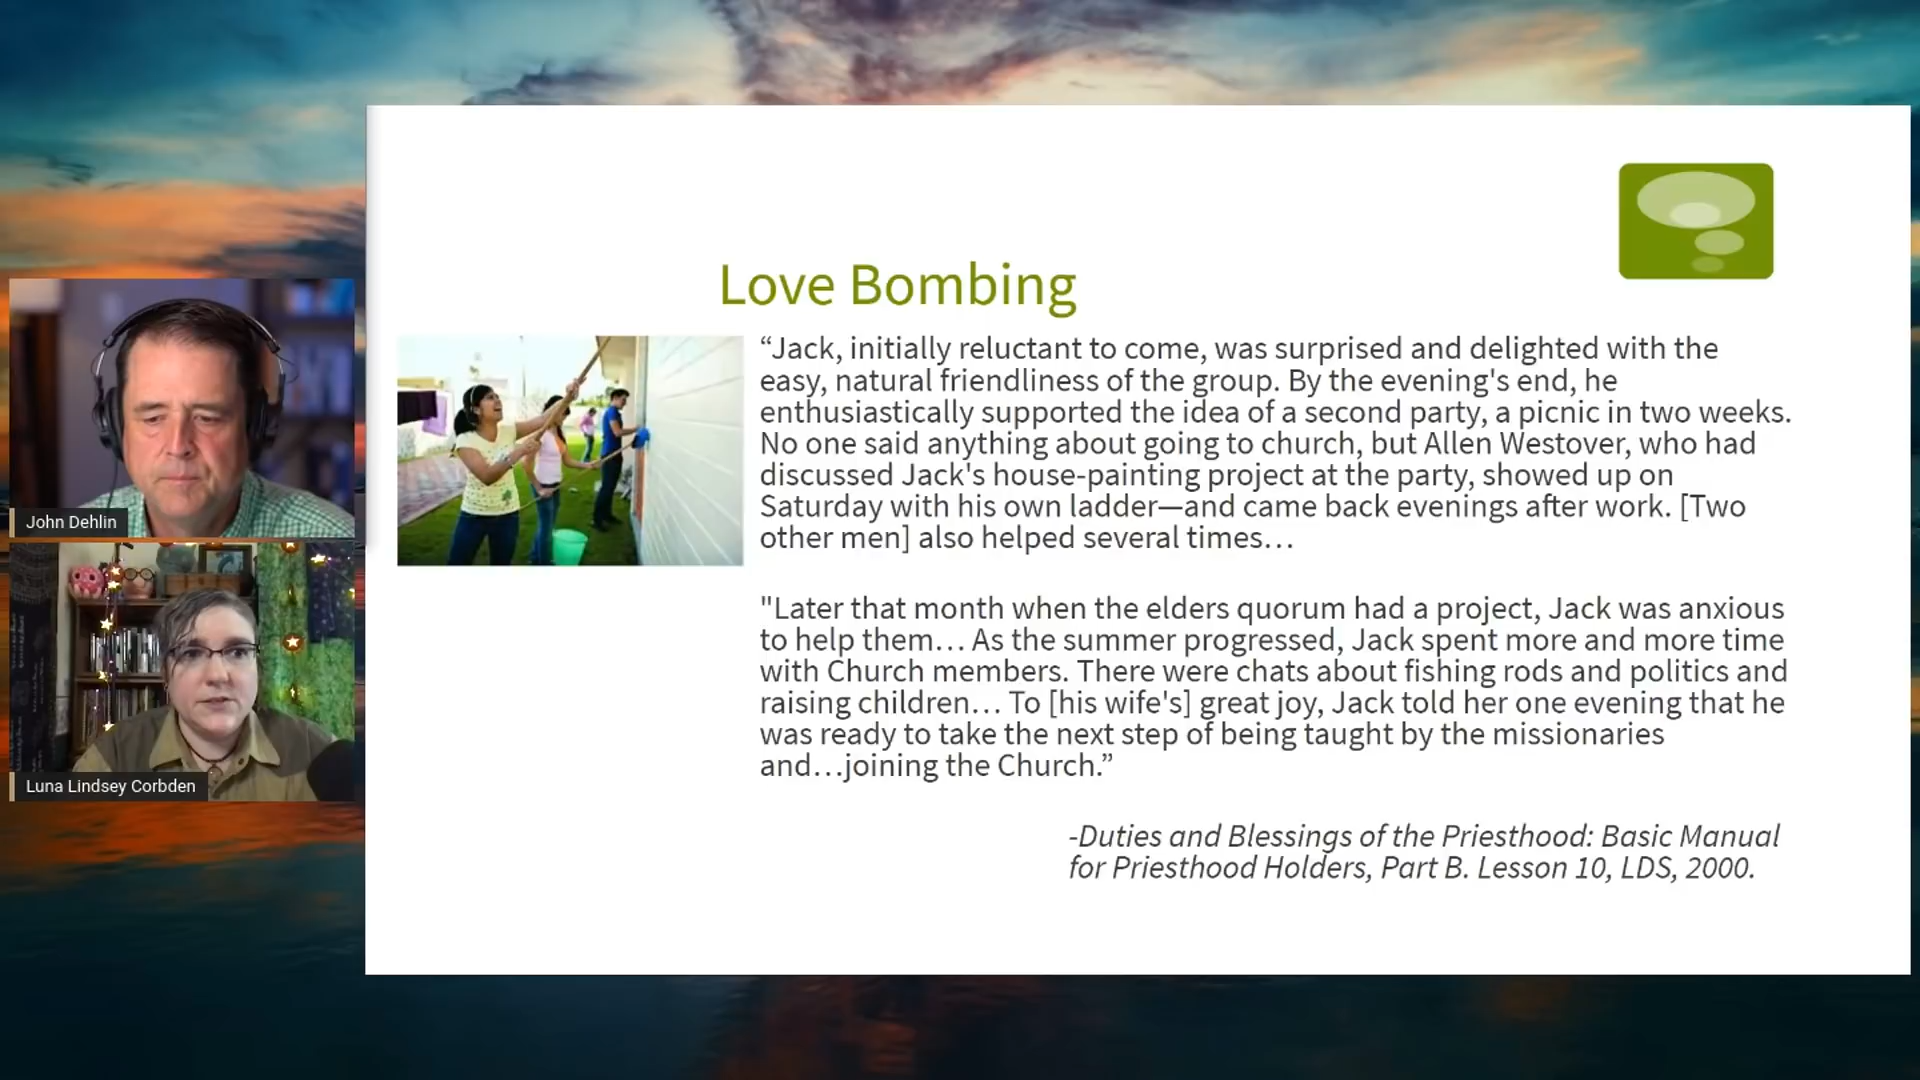 Love Bombing
“Jack, initially reluctant to come, was surprised and delighted with the
easy, natural friendliness of the group. By the evening's end, he
enthusiastically supported the idea of a second party, a picnic in two weeks.
No one said anything about going to church, but Allen Westover, who had
discussed Jack's house-painting project at the party, showed up on
Saturday with his own ladder—and came back evenings after work. [Two
other men] also helped several times…
"Later that month when the elders quorum had a project, Jack was anxious
to help them… As the summer progressed, Jack spent more and more time
with Church members. There were chats about fishing rods and politics and
raising children… To [his wife's] great joy, Jack told her one evening that he
was ready to take the next step of being taught by the missionaries
and…joining the Church.”
-Duties and Blessings of the Priesthood: Basic Manual
for Priesthood Holders, Part B. Lesson 10, LDS, 2000.
John Dehlin
Luna Lindsey Corbden